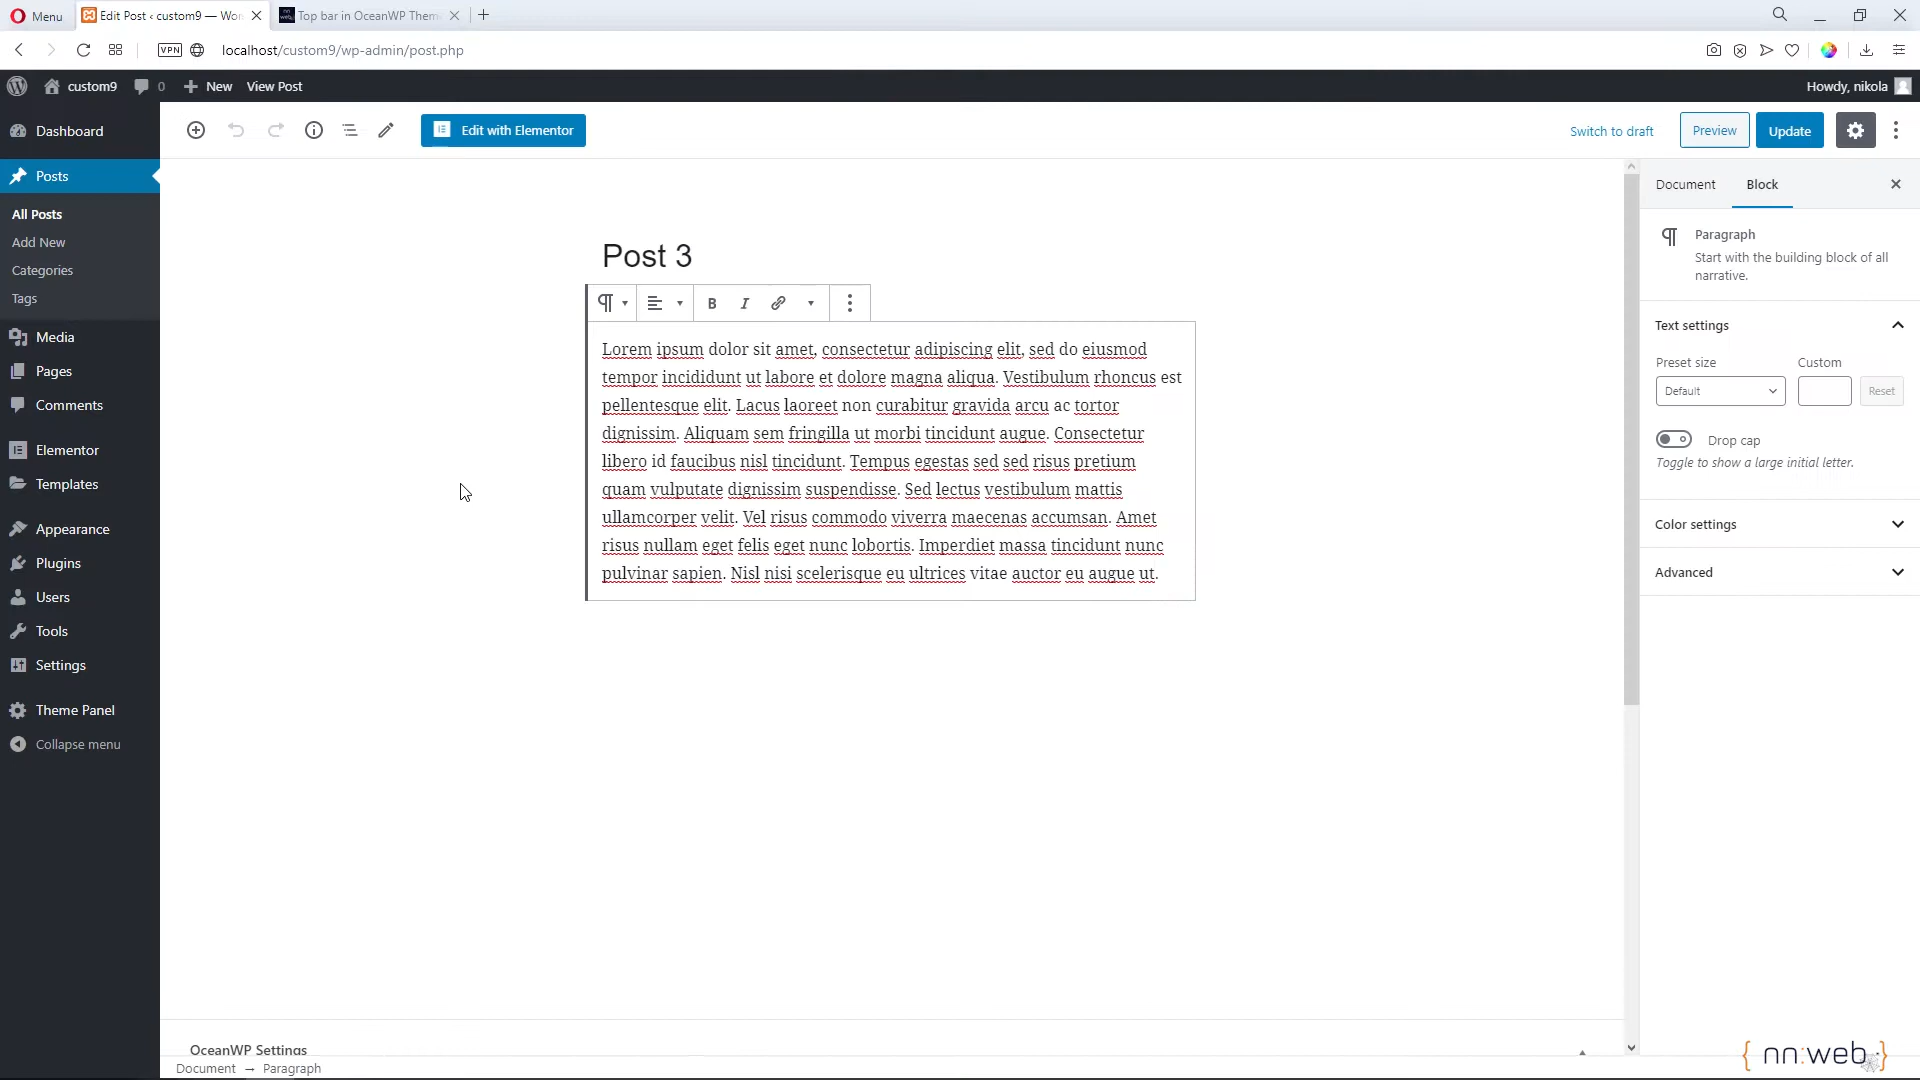 Menu
Edit Post ‹ custom9 — Wor
Top bar in OceanWP Them
VPN
localhost/custom9/wp-admin/post.php
custom9
0
New
View Post
Howdy, nikola
Dashboard
Posts
All Posts
Add New
Categories
Tags
Media
Pages
Comments
Elementor
Templates
Appearance
Plugins
Users
Tools
Settings
Theme Panel
Collapse menu
Edit with Elementor
Switch to draft
Preview
Update
Post 3
B I
Lorem ipsum dolor sit amet, consectetur adipiscing elit, sed do eiusmod
tempor incididunt ut labore et dolore magna aliqua. Vestibulum rhoncus est
pellentesque elit. Lacus laoreet non curabitur gravida arcu ac tortor
dignissim. Aliquam sem fringilla ut morbi tincidunt augue. Consectetur
libero id faucibus nisl tincidunt. Tempus egestas sed sed risus pretium
quam vulputate dignissim suspendisse. Sed lectus vestibulum mattis
ullamcorper velit. Vel risus commodo viverra maecenas accumsan. Amet
risus nullam eget felis eget nunc lobortis. Imperdiet massa tincidunt nunc
pulvinar sapien. Nisl nisi scelerisque eu ultrices vitae auctor eu augue ut.
Document
Block
Paragraph
Start with the building block of all
narrative.
Text settings
Preset size
Custom
Default
Reset
Drop cap
Toggle to show a large initial letter.
Color settings
Advanced
OceanWP Settings
Document → Paragraph
{ nn:web }